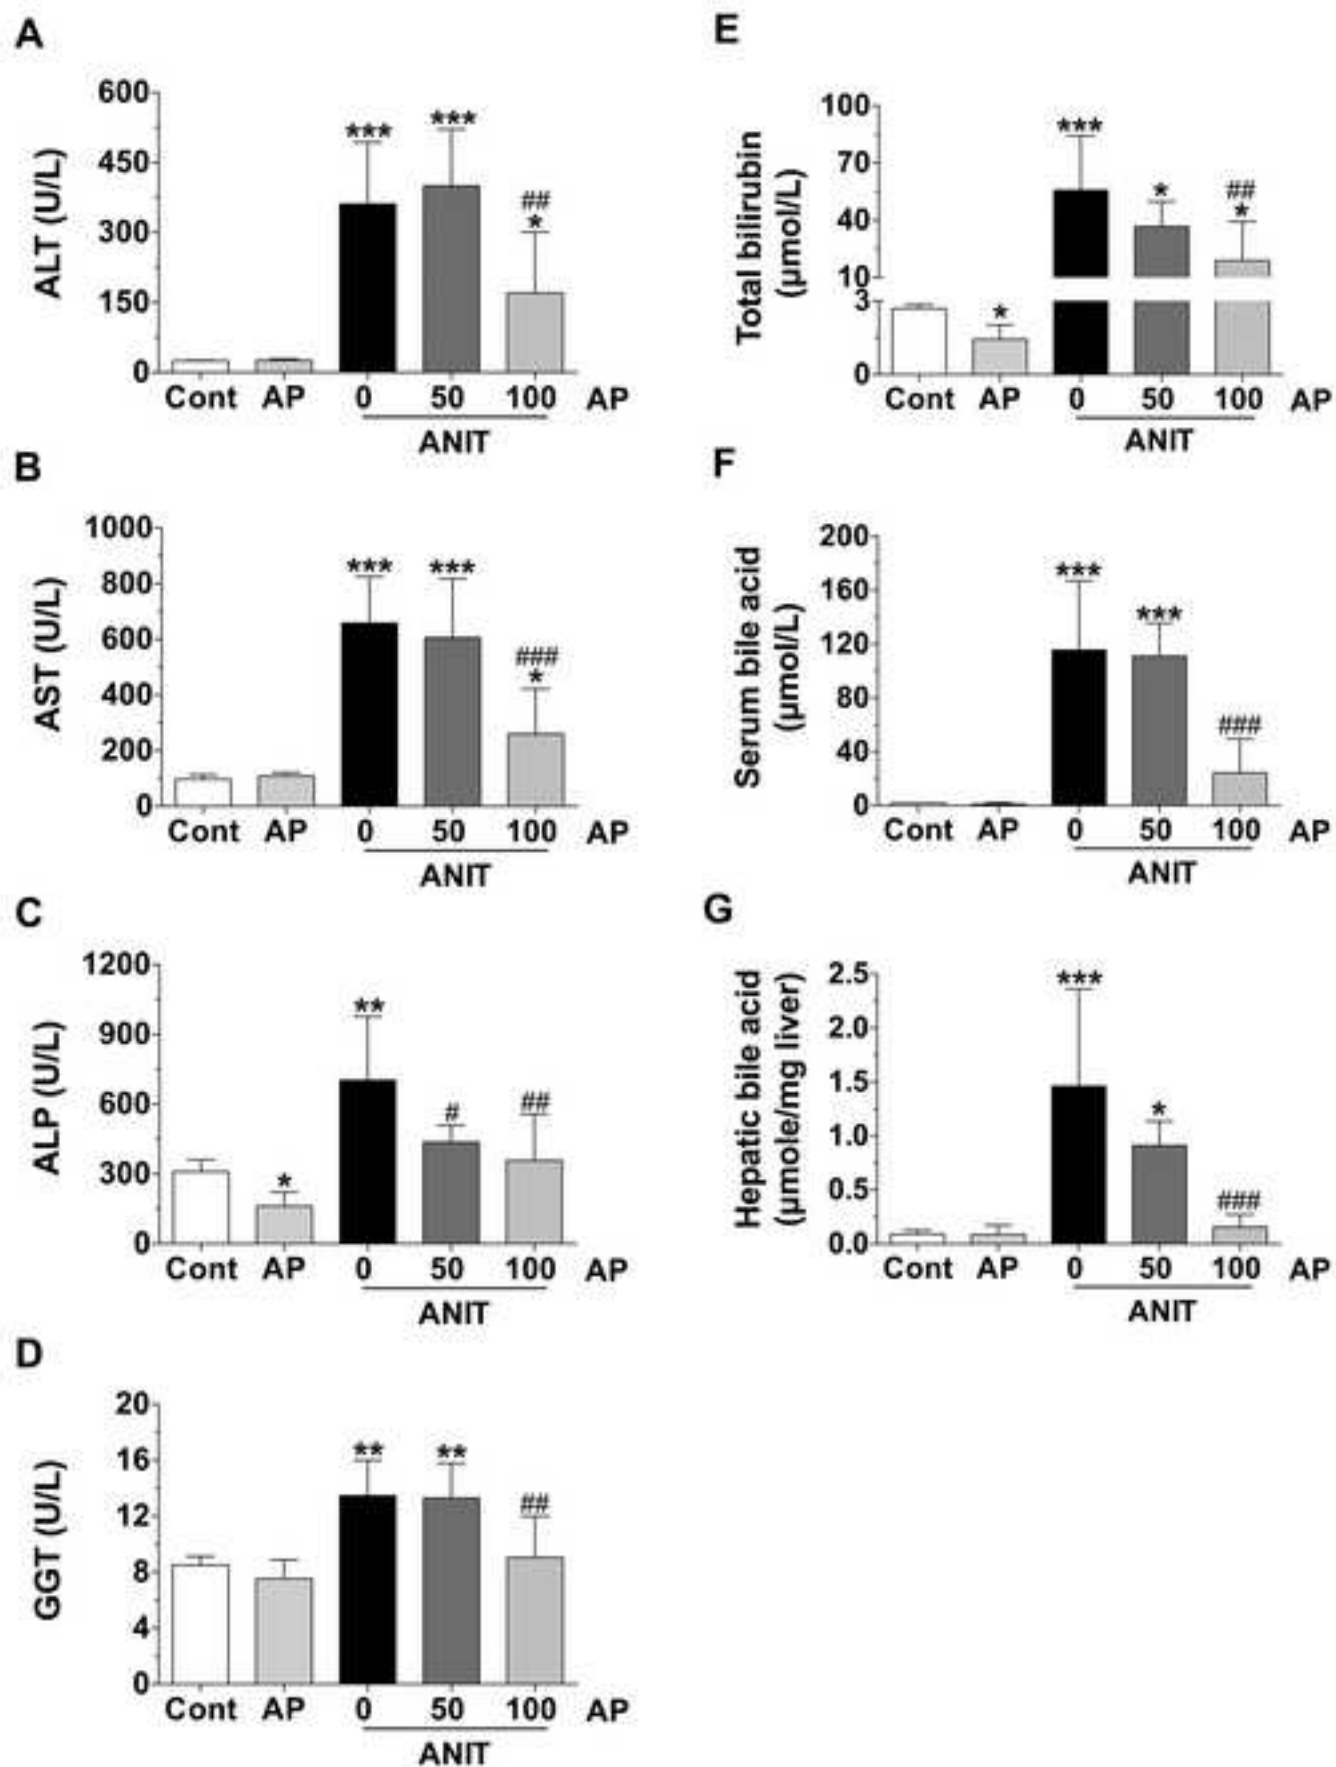 A
ALT (U/L)
600
450
300
150
0
***
***
##
*
Cont AP 0 50 100 AP
ANIT
B
AST (U/L)
1000
800
600
400
200
0
***
***
###
*
Cont AP 0 50 100 AP
ANIT
C
ALP (U/L)
1200
900
600
300
0
*
**
#
##
Cont AP 0 50 100 AP
ANIT
D
GGT (U/L)
20
16
12
8
4
0
**
**
##
Cont AP 0 50 100 AP
ANIT
E
Total bilirubin
(μmol/L)
100
70
40
10
3
0
*
***
*
##
*
Cont AP 0 50 100 AP
ANIT
F
Serum bile acid
(μmol/L)
200
160
120
80
40
0
***
***
###
Cont AP 0 50 100 AP
ANIT
G
Hepatic bile acid
(μmole/mg liver)
2.5
2.0
1.5
1.0
0.5
0.0
***
*
###
Cont AP 0 50 100 AP
ANIT